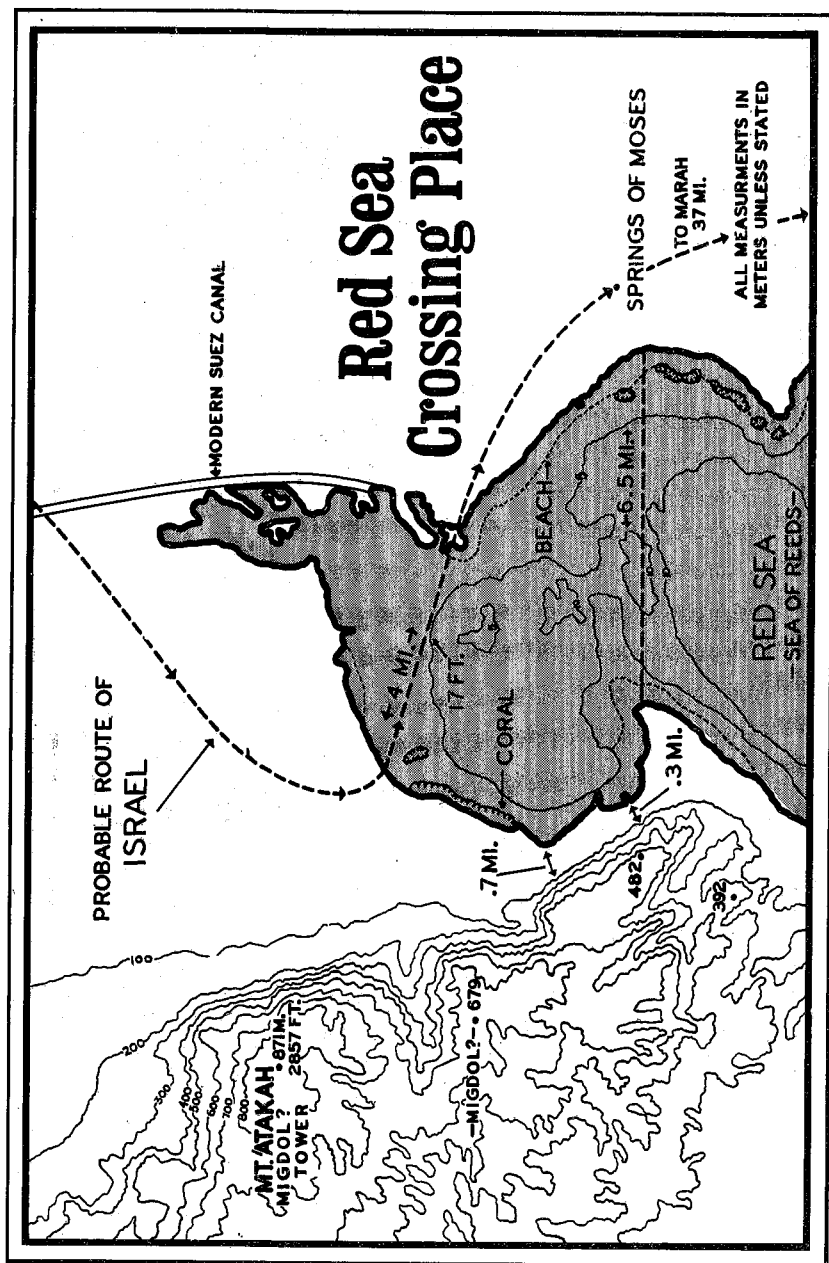 Red Sea
Crossing Place
←MODERN SUEZ CANAL
PROBABLE ROUTE OF
ISRAEL
SPRINGS OF MOSES
TO MARAH
37 MI.
ALL MEASURMENTS IN
METERS UNLESS STATED
BEACH→
←4 MI.→
←6.5 MI→
17 FT.
←CORAL
RED SEA
—SEA OF REEDS—
.7 MI.
.3 MI.
482
392
MT. ATAKAH
MIGDOL?
TOWER
871M.
2857 FT.
—MIGDOL?—
679
100
200
300
400
500
600
700
800